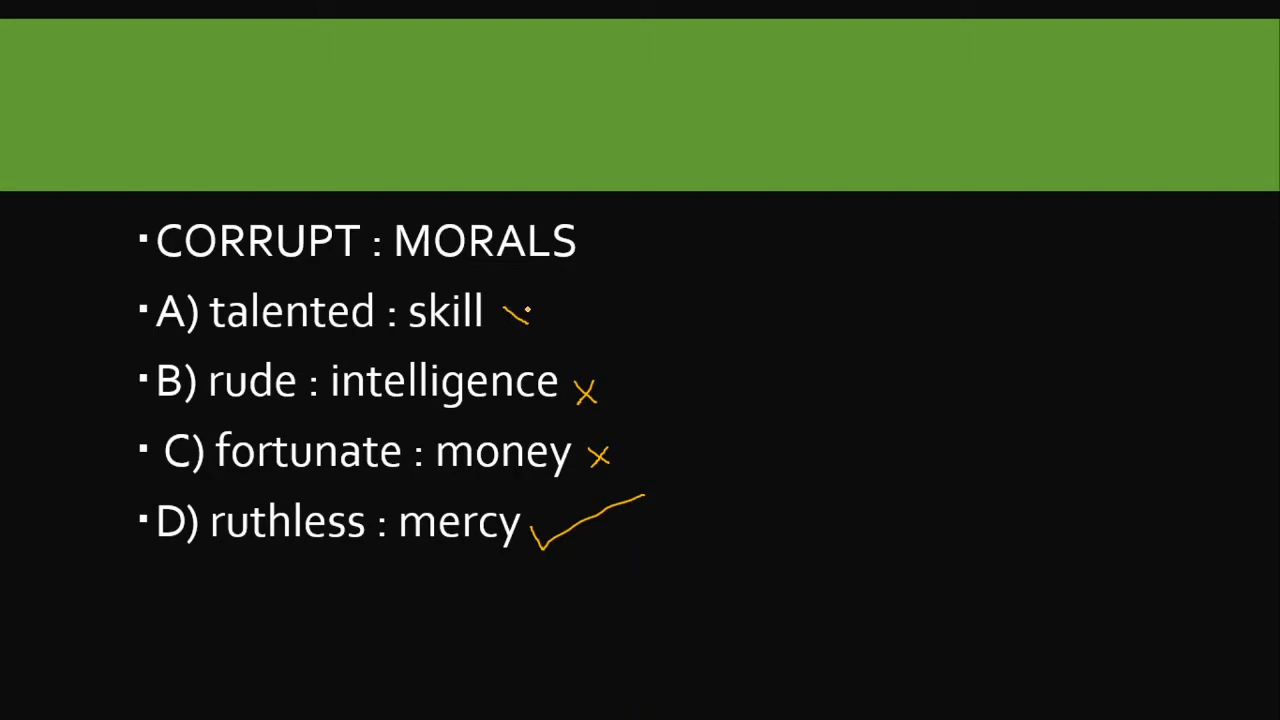 ▪CORRUPT : MORALS
▪A) talented : skill
▪B) rude : intelligence
▪ C) fortunate : money
▪D) ruthless : mercy